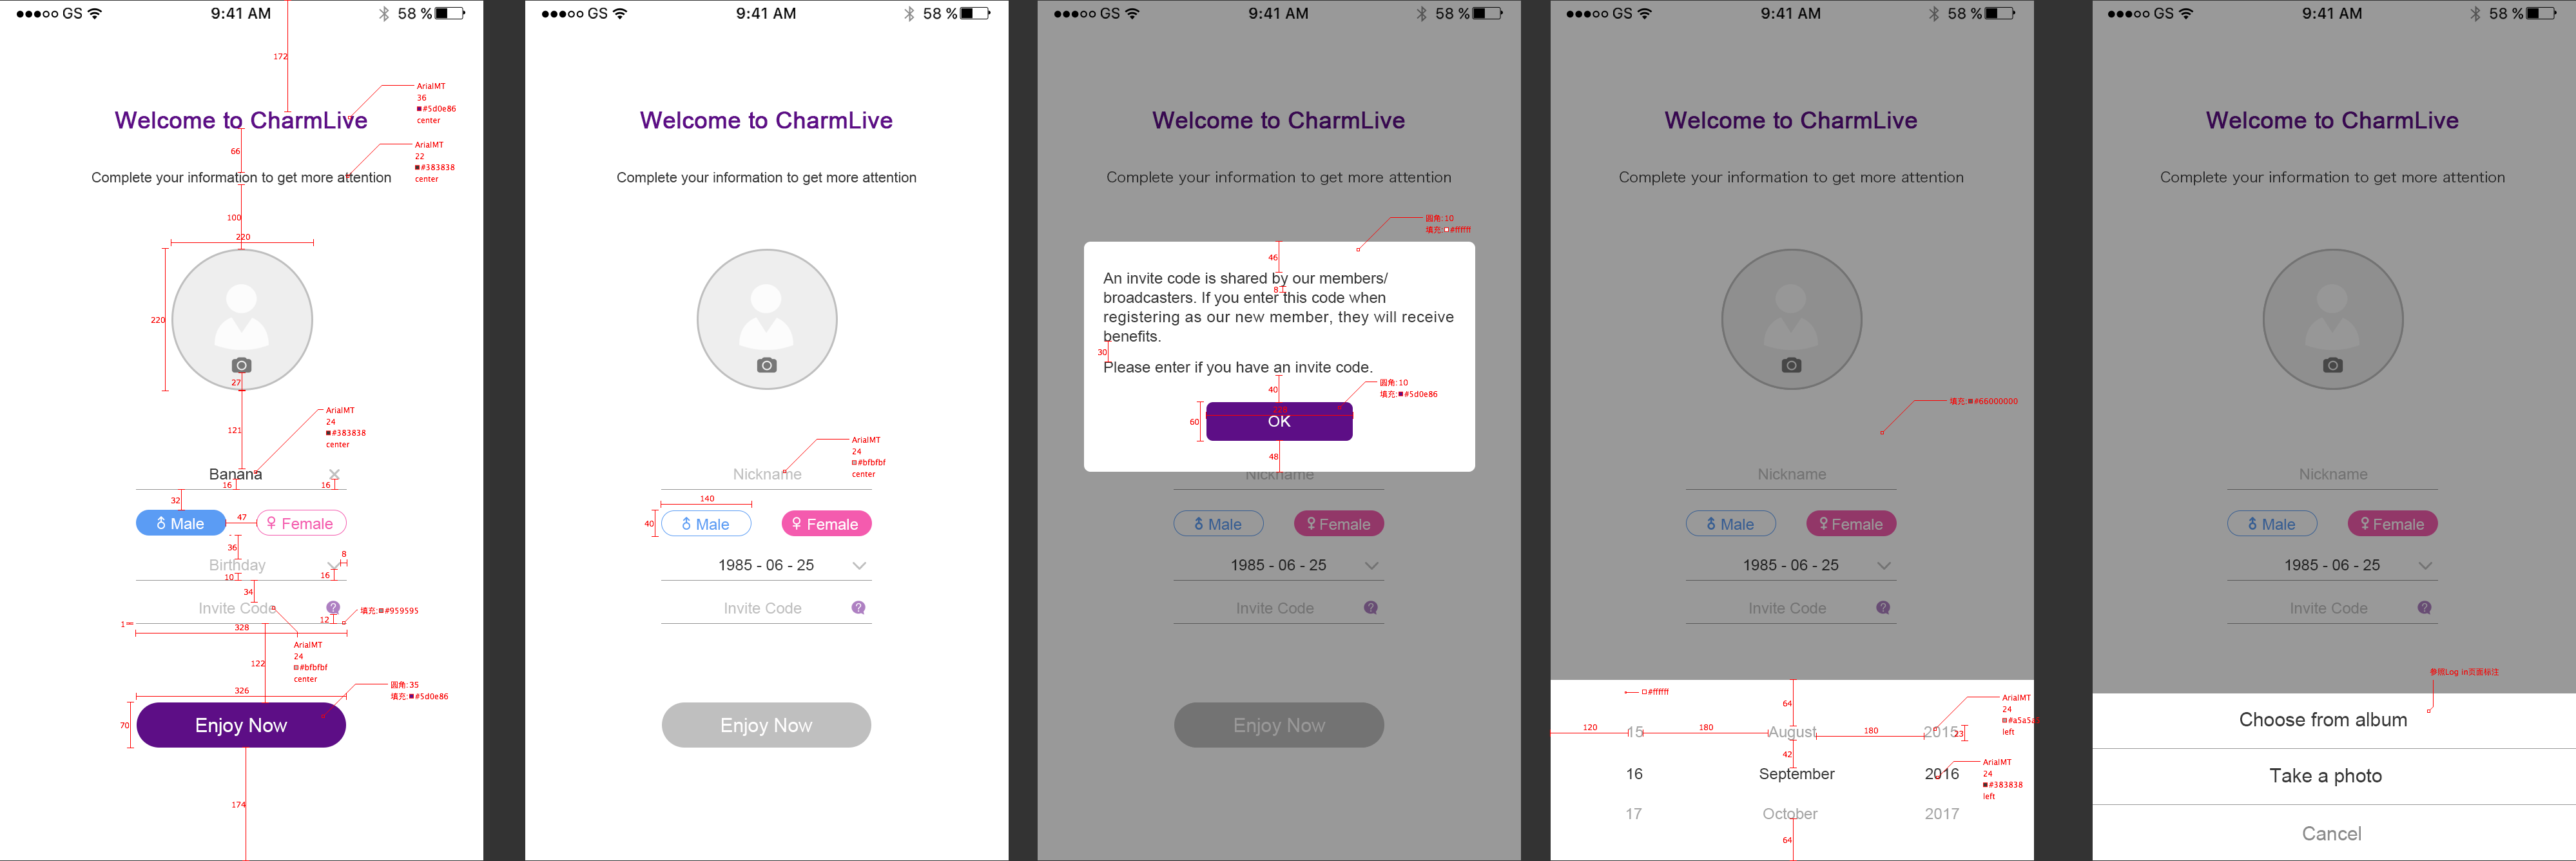 GS 9:41 AM 58 %
172
ArialMT
36
#5d0e86
center
Welcome to CharmLive
66
ArialMT
22
#383838
center
Complete your information to get more attention
100
220
220
27
121
ArialMT
24
#383838
center
Banana
16
16
32
Male
47
Female
36
8
Birthday
10
16
34
Invite Code
填充:#959595
12
1
328
ArialMT
24
#bfbfbf
center
122
圆角:35
填充:#5d0e86
326
70
Enjoy Now
174
GS 9:41 AM 58 %
Welcome to CharmLive
Complete your information to get more attention
ArialMT
24
#bfbfbf
center
Nickname
140
40
Male
Female
1985 - 06 - 25
Invite Code
Enjoy Now
GS 9:41 AM 58 %
Welcome to CharmLive
Complete your information to get more attention
圆角:10
填充:#ffffff
46
An invite code is shared by our members/
8
broadcasters. If you enter this code when
registering as our new member, they will receive
benefits.
30
Please enter if you have an invite code.
40
圆角:10
填充:#5d0e86
60
OK
48
Nickname
Male
Female
1985 - 06 - 25
Invite Code
Enjoy Now
GS 9:41 AM 58 %
Welcome to CharmLive
Complete your information to get more attention
填充:#66000000
Nickname
Male
Female
1985 - 06 - 25
Invite Code
#ffffff
64
ArialMT
24
left
120
15
180
August
180
2015
23
42
16
September
2016
ArialMT
24
#383838
left
17
October
2017
64
GS 9:41 AM 58 %
Welcome to CharmLive
Complete your information to get more attention
Nickname
Male
Female
1985 - 06 - 25
Invite Code
参照Log in页面标注
Choose from album
Take a photo
Cancel